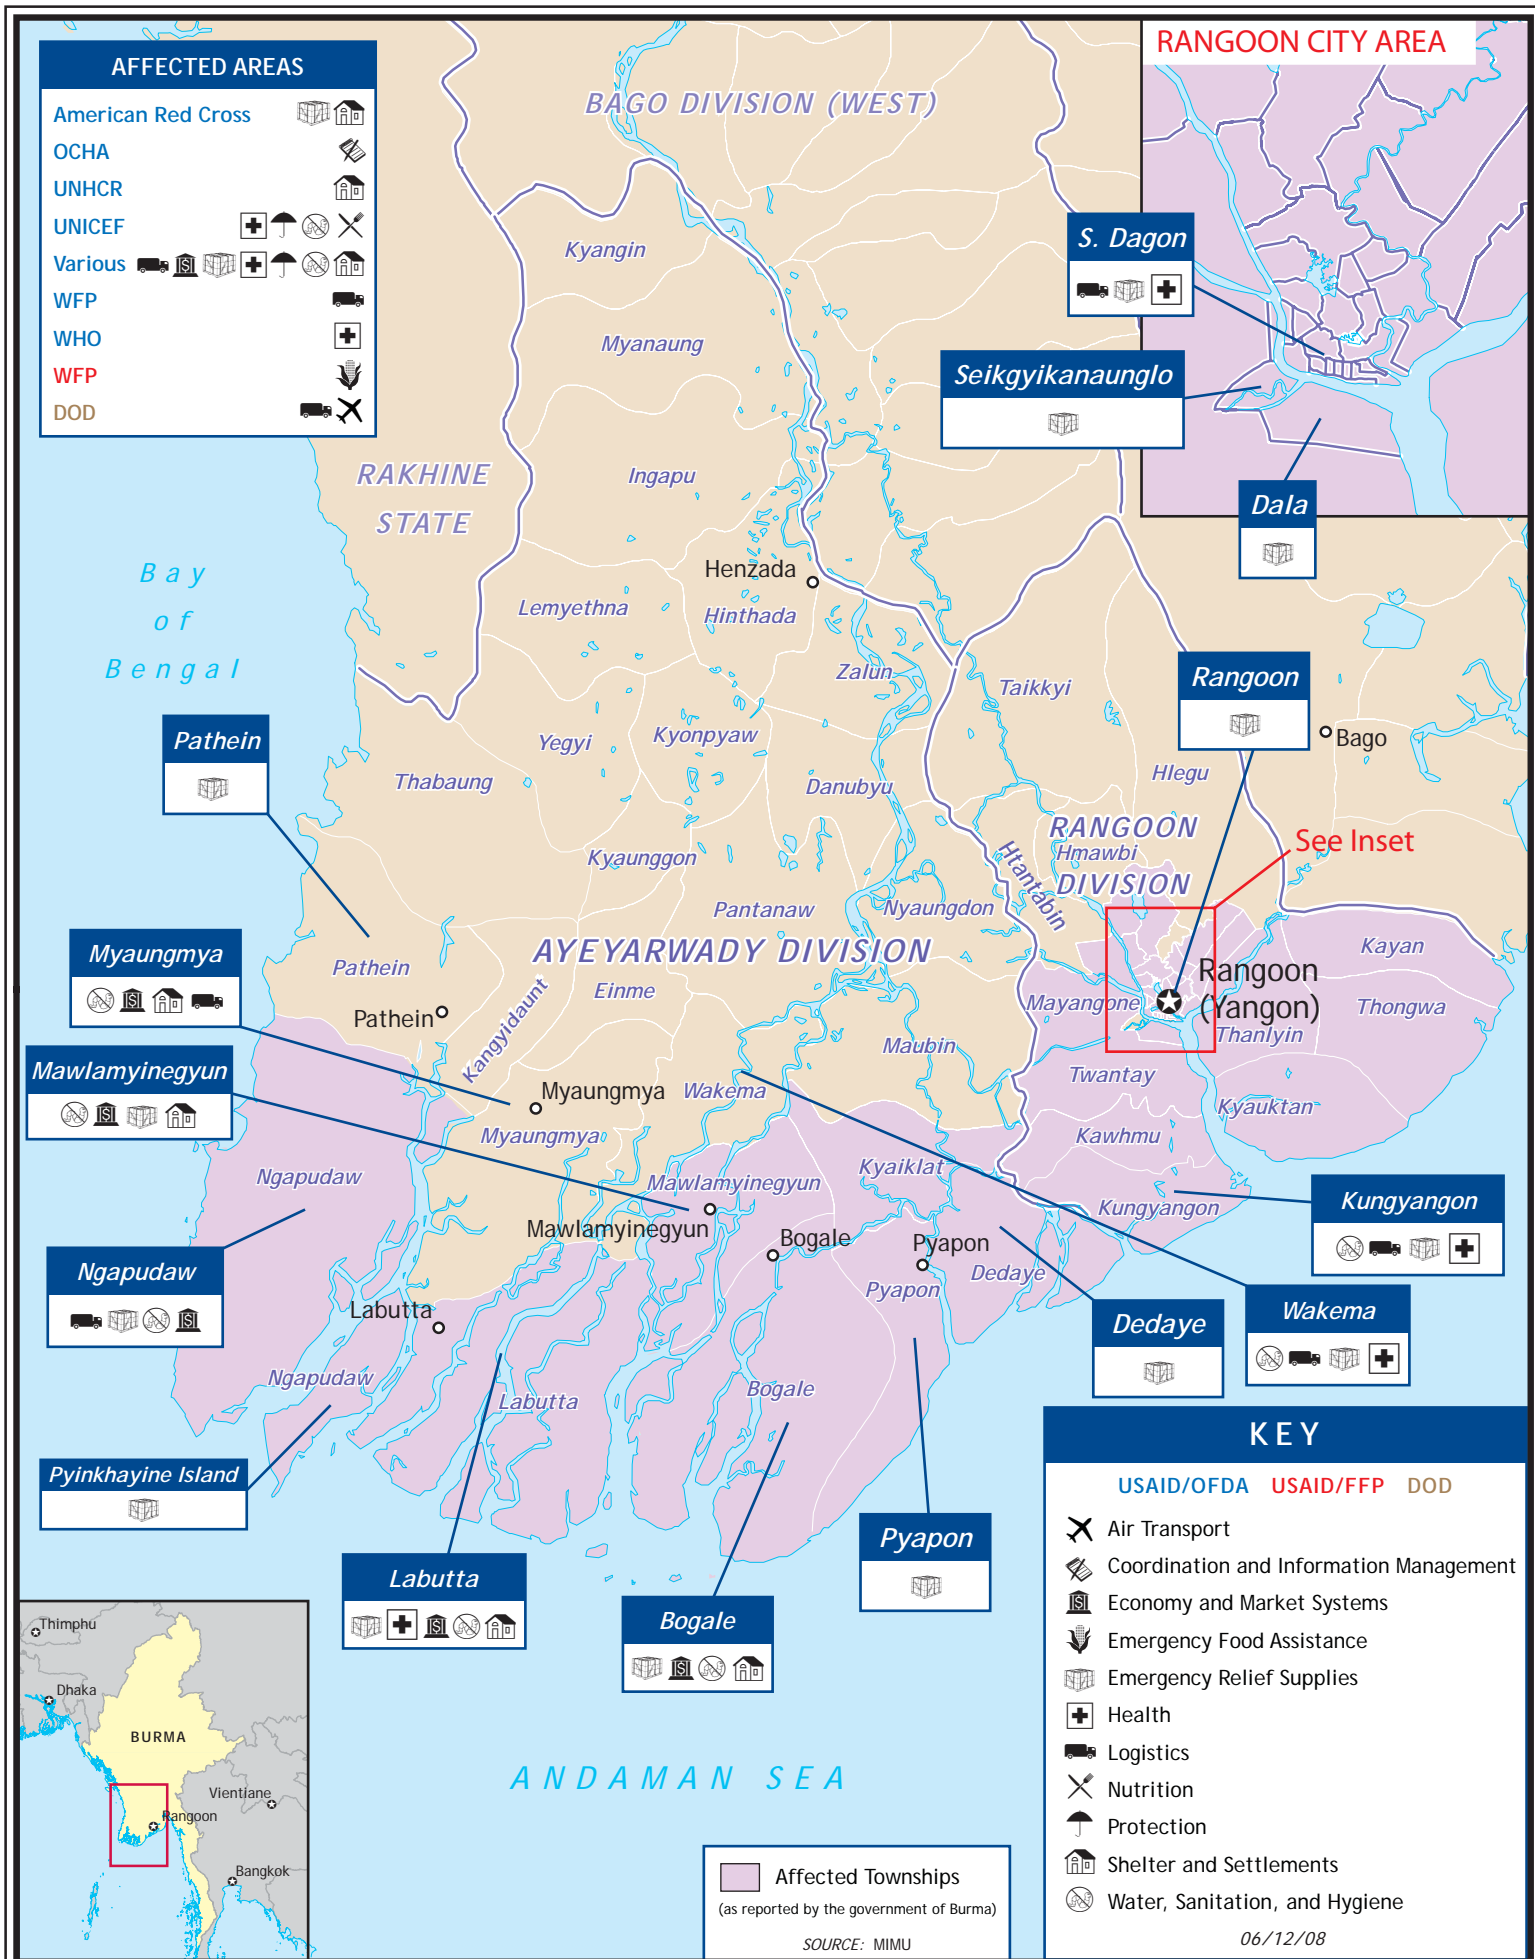 AFFECTED AREAS
American Red Cross
OCHA
UNHCR
UNICEF
Various
WFP
WHO
WFP
DOD
RANGOON CITY AREA
S. Dagon
Seikgyikanaunglo
Dala
BAGO DIVISION (WEST)
Kyangin
Myanaung
RAKHINE
STATE
Ingapu
Bay
of
Bengal
Henzada
Lemyethna
Hinthada
Zalun
Taikkyi
Rangoon
Bago
Pathein
Yegyi
Kyonpyaw
Thabaung
Danubyu
Hlegu
RANGOON
Hmawbi
DIVISION
See Inset
Htantabin
Kyaunggon
Pantanaw
Nyaungdon
AYEYARWADY DIVISION
Myaungmya
Pathein
Einme
Kayan
Rangoon
(Yangon)
Mayangone
Thongwa
Pathein
Kangyidaunt
Thanlyin
Maubin
Mawlamyinegyun
Myaungmya
Wakema
Twantay
Kyauktan
Myaungmya
Kawhmu
Ngapudaw
Mawlamyinegyun
Kyaiklat
Kungyangon
Kungyangon
Mawlamyinegyun
Bogale
Pyapon
Dedaye
Ngapudaw
Pyapon
Labutta
Dedaye
Wakema
Ngapudaw
Labutta
Bogale
Pyinkhayine Island
Labutta
Bogale
Pyapon
KEY
USAID/OFDA USAID/FFP DOD
Air Transport
Coordination and Information Management
Economy and Market Systems
Emergency Food Assistance
Emergency Relief Supplies
Health
Logistics
Nutrition
Protection
Shelter and Settlements
Water, Sanitation, and Hygiene
06/12/08
Thimphu
Dhaka
BURMA
Vientiane
Rangoon
Bangkok
ANDAMAN SEA
Affected Townships
(as reported by the government of Burma)
SOURCE: MIMU